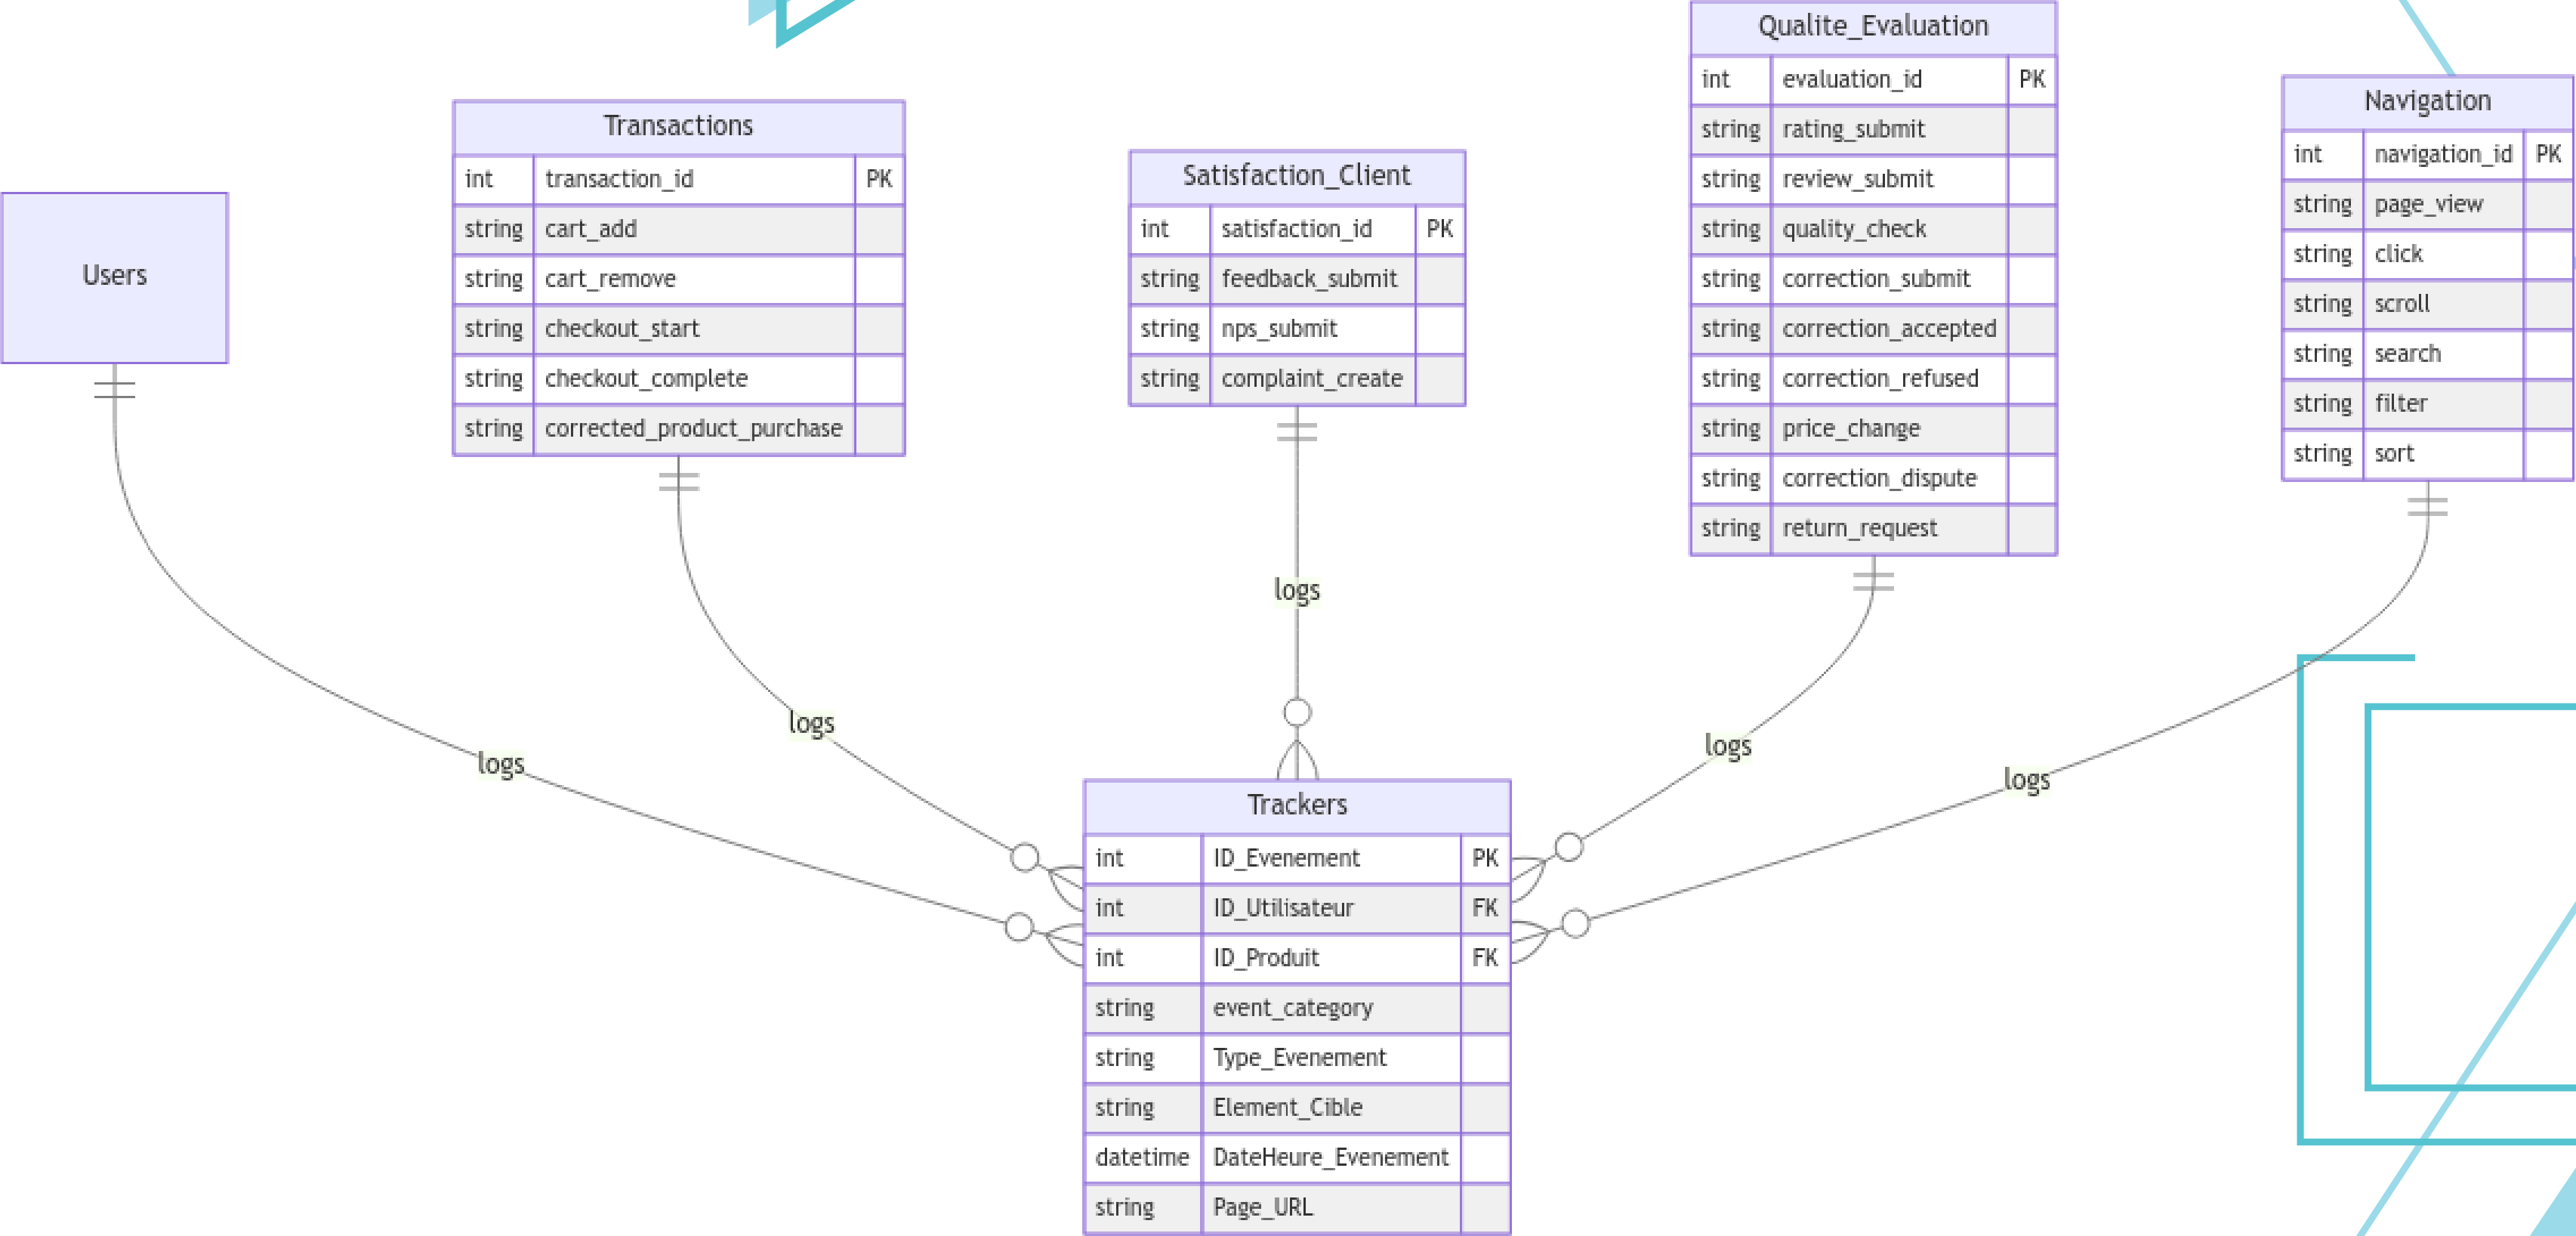 Users
Transactions
int transaction_id PK
string cart_add
string cart_remove
string checkout_start
string checkout_complete
string corrected_product_purchase
Satisfaction_Client
int satisfaction_id PK
string feedback_submit
string nps_submit
string complaint_create
Qualite_Evaluation
int evaluation_id PK
string rating_submit
string review_submit
string quality_check
string correction_submit
string correction_accepted
string correction_refused
string price_change
string correction_dispute
string return_request
Navigation
int navigation_id PK
string page_view
string click
string scroll
string search
string filter
string sort
logs
logs
logs
logs
logs
Trackers
int ID_Evenement PK
int ID_Utilisateur FK
int ID_Produit FK
string event_category
string Type_Evenement
string Element_Cible
datetime DateHeure_Evenement
string Page_URL